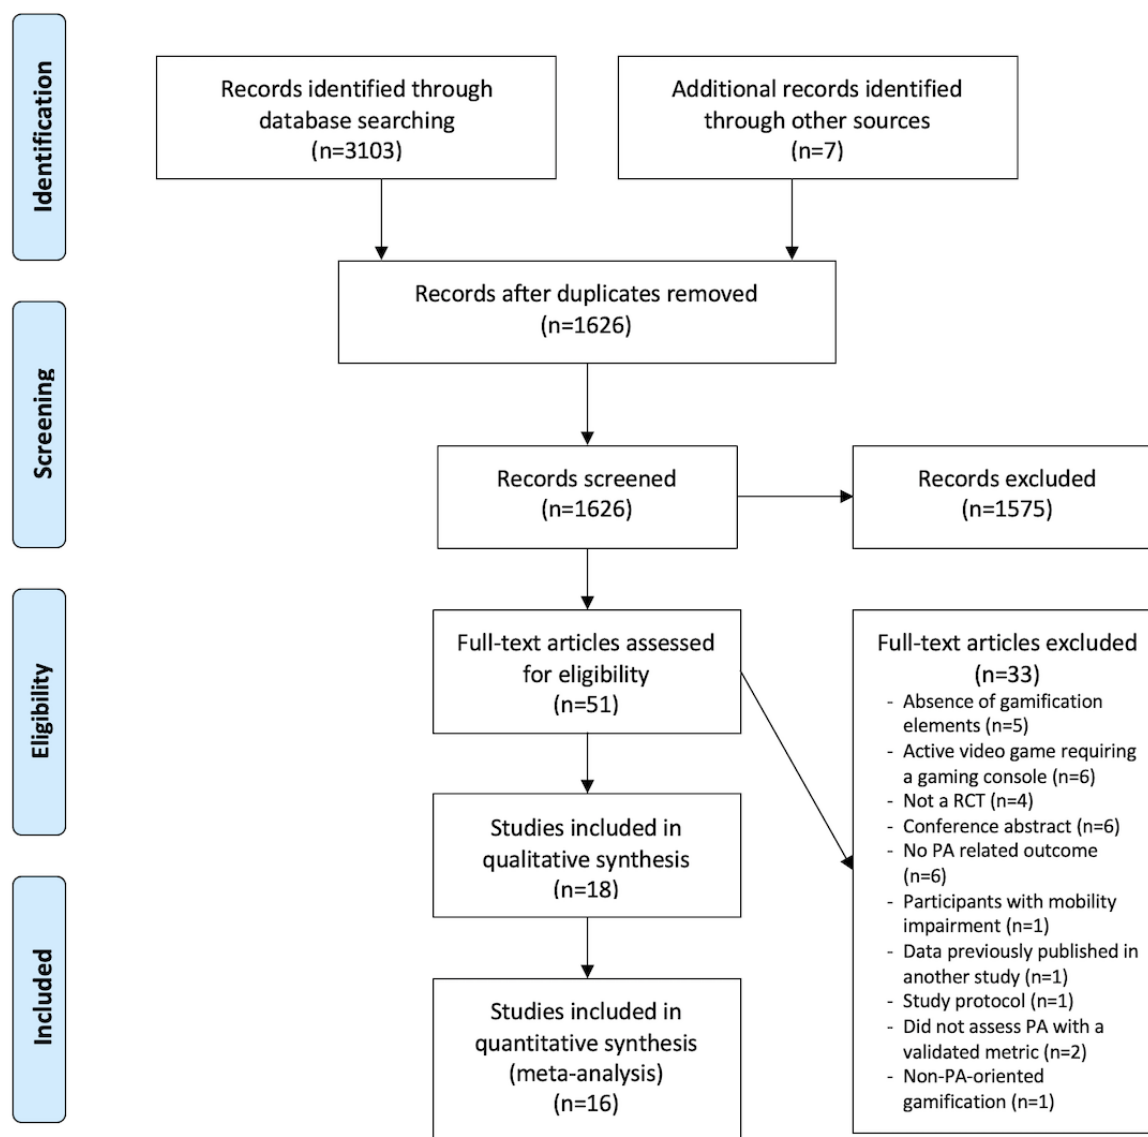 Identification
Records identified through
database searching
(n=3103)
Additional records identified
through other sources
(n=7)
Records after duplicates removed
(n=1626)
Screening
Records screened
(n=1626)
Records excluded
(n=1575)
Eligibility
Full-text articles assessed
for eligibility
(n=51)
Full-text articles excluded
(n=33)
- Absence of gamification
elements (n=5)
- Active video game requiring
a gaming console (n=6)
- Not a RCT (n=4)
- Conference abstract (n=6)
- No PA related outcome
(n=6)
- Participants with mobility
impairment (n=1)
- Data previously published in
another study (n=1)
- Study protocol (n=1)
- Did not assess PA with a
validated metric (n=2)
- Non-PA-oriented
gamification (n=1)
Studies included in
qualitative synthesis
(n=18)
Included
Studies included in
quantitative synthesis
(meta-analysis)
(n=16)